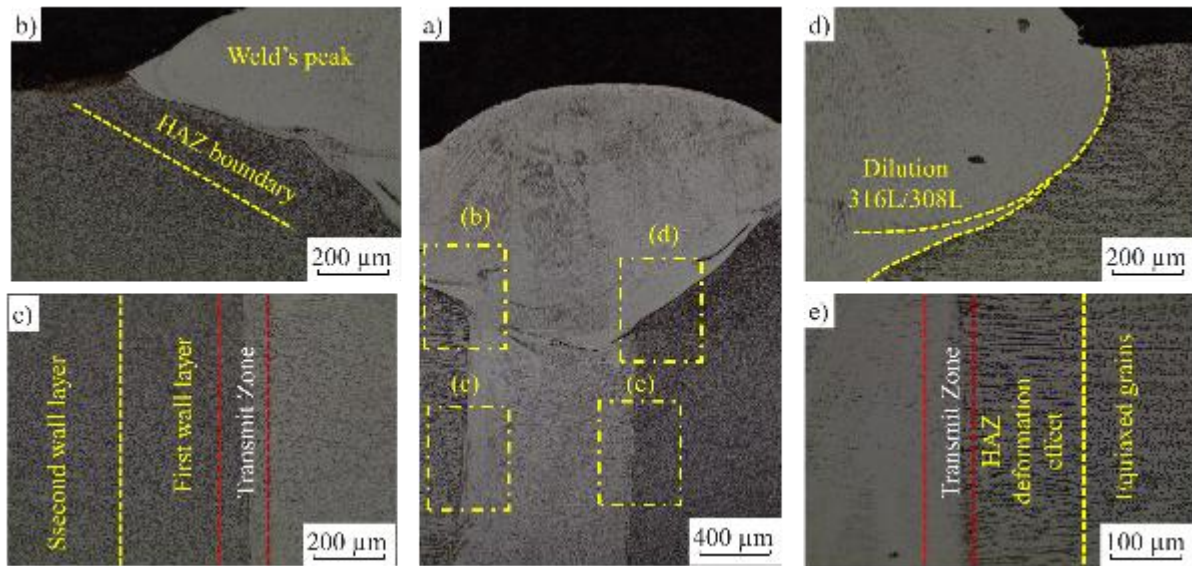 b)
Weld's peak
HAZ boundary
200 µm
a)
(b)
(d)
(c)
(e)
400 µm
d)
Dilution
316L/308L
200 µm
c)
Ssecond wall layer
First wall layer
Transmit Zone
200 µm
e)
Transmit Zone
HAZ
deformation
effect
Equiaxed grains
100 µm